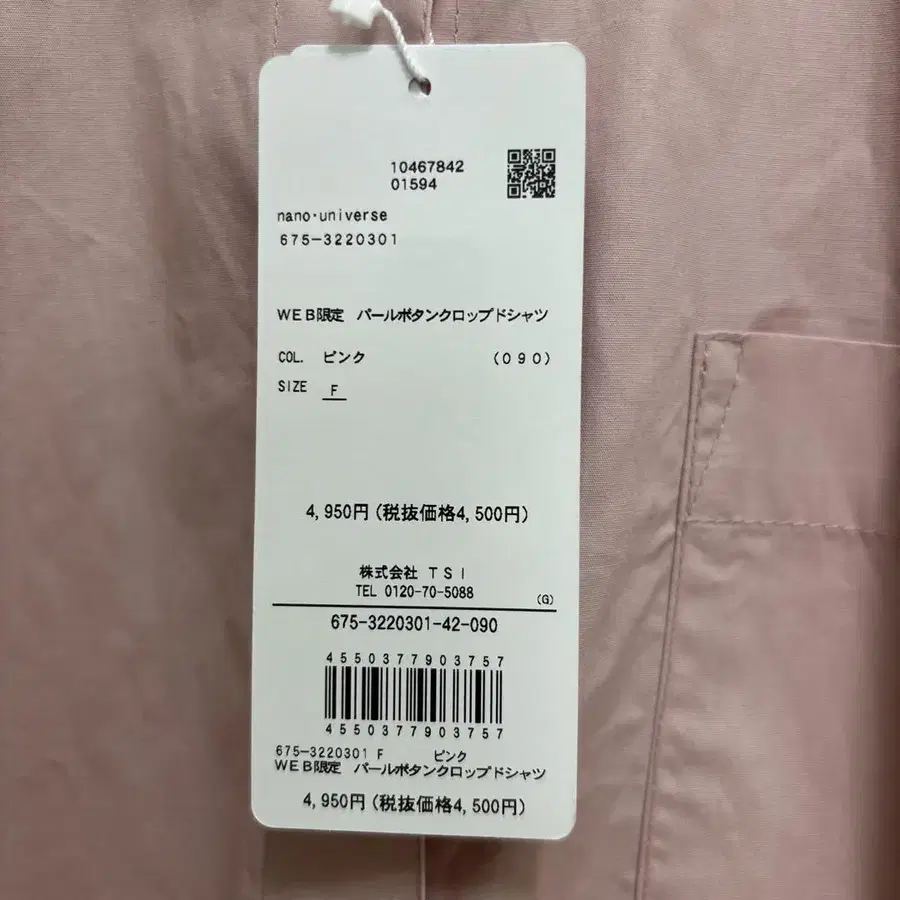 10467842
01594
nano・universe
675-3220301
WEB限定 パールボタンクロップドシャツ
COL. ピンク (090)
SIZE F
4,950円(税抜価格4,500円)
株式会社 TSI
TEL 0120-70-5088
(G)
675-3220301-42-090
4550377903757
4550377903757
675-3220301 F ピンク
WEB限定 パールボタンクロップドシャツ
4,950円(税抜価格4,500円)